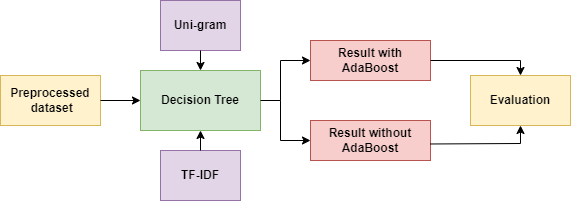 Uni-gram
Preprocessed
dataset
Decision Tree
TF-IDF
Result with
AdaBoost
Result without
AdaBoost
Evaluation